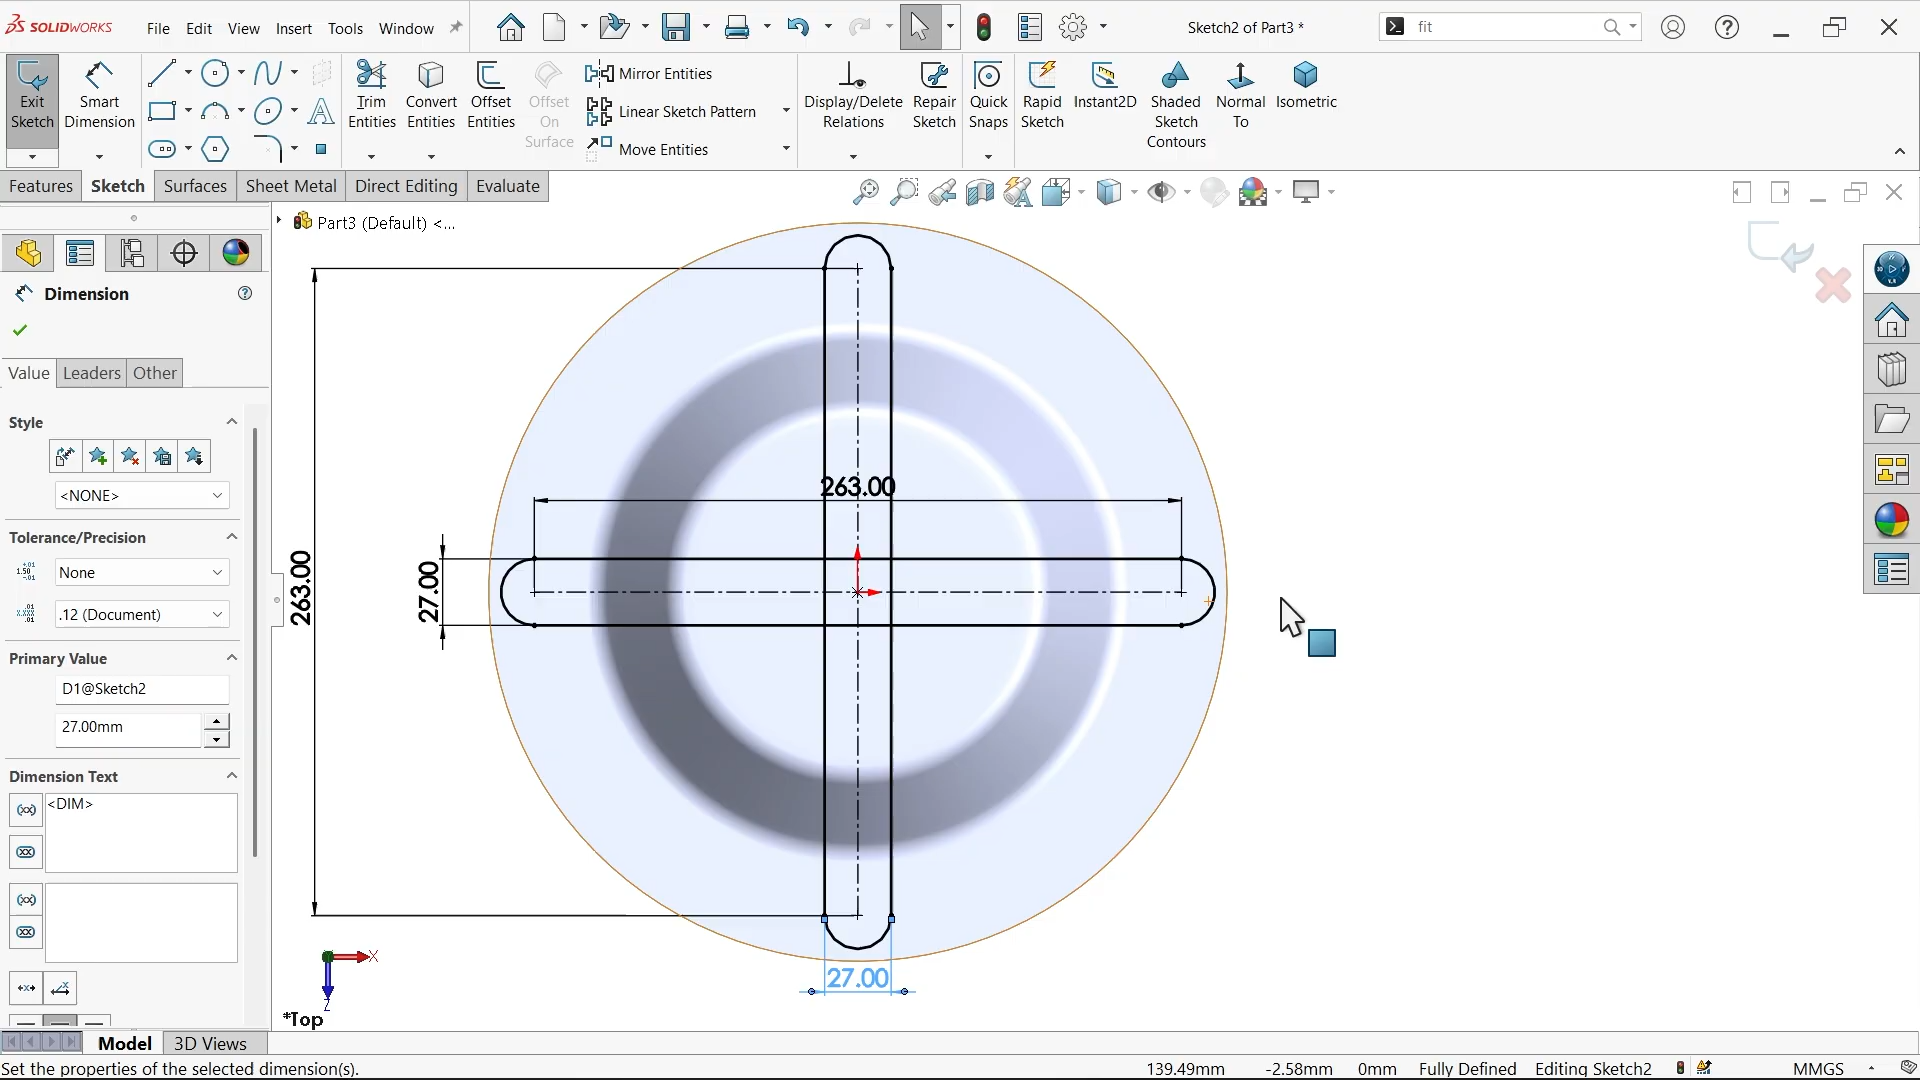 SOLIDWORKS
File Edit View Insert Tools Window
Sketch2 of Part3 *
fit
Exit Sketch
Smart Dimension
Trim Entities
Convert Entities
Offset Entities
Offset On Surface
Mirror Entities
Linear Sketch Pattern
Move Entities
Display/Delete Relations
Repair Sketch
Quick Snaps
Rapid Sketch
Instant2D
Shaded Sketch Contours
Normal To
Isometric
Features Sketch Surfaces Sheet Metal Direct Editing Evaluate
Part3 (Default) <...
Dimension
Value Leaders Other
Style
<NONE>
Tolerance/Precision
None
.12 (Document)
Primary Value
D1@Sketch2
27.00mm
Dimension Text
<DIM>
263.00
263.00
27.00
27.00
X
Z
*Top
Model 3D Views
Set the properties of the selected dimension(s).
139.49mm -2.58mm 0mm Fully Defined Editing Sketch2 MMGS